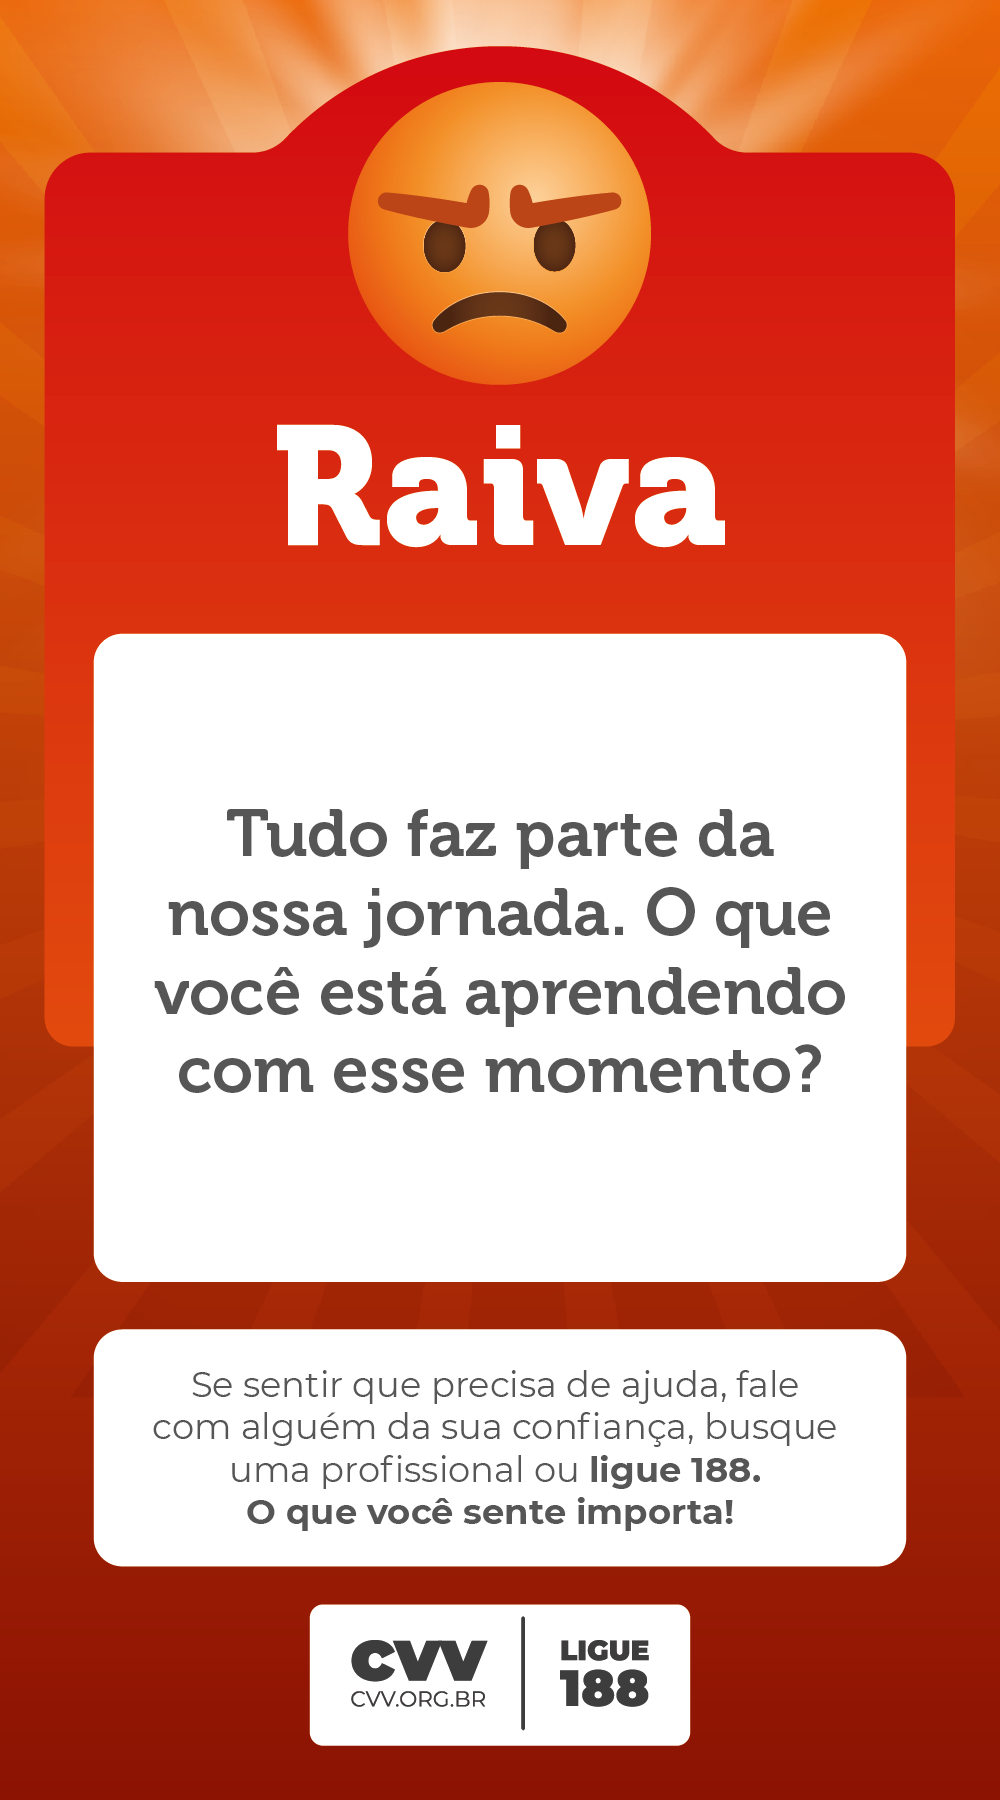 Raiva
Tudo faz parte da
nossa jornada. O que
você está aprendendo
com esse momento?
Se sentir que precisa de ajuda, fale
com alguém da sua confiança, busque
uma profissional ou ligue 188.
O que você sente importa!
CVV
CVV.ORG.BR
LIGUE
188